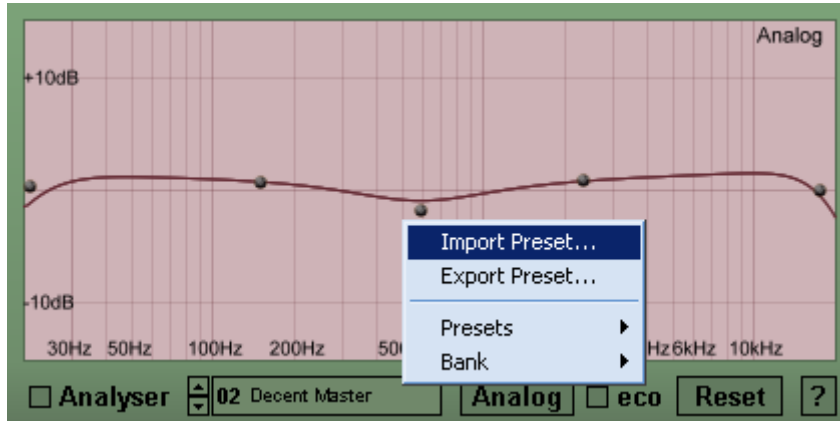 Analog
+10dB
Import Preset...
Export Preset...
-10dB
Presets
Bank
30Hz 50Hz 100Hz 200Hz 50 Hz 6kHz 10kHz
Analyser 02 Decent Master Analog eco Reset ?